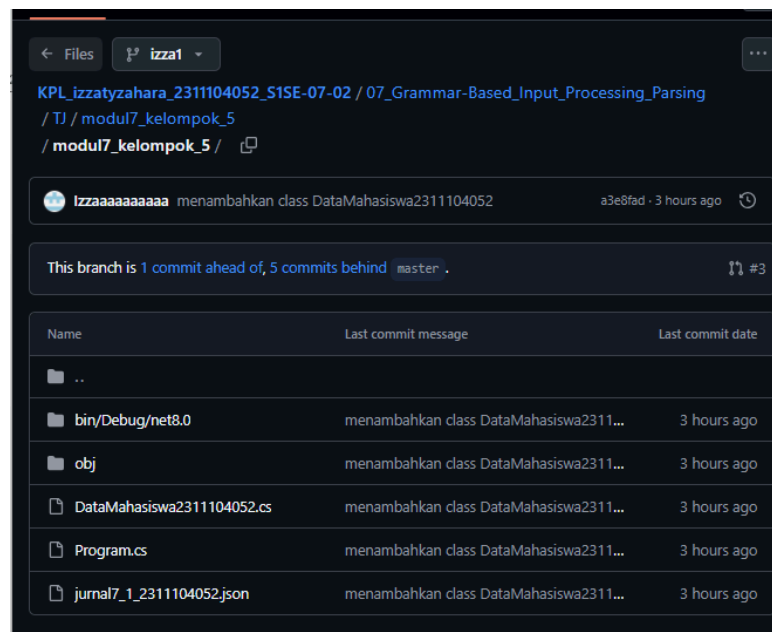 Files izza1
KPL_izzatyzahara_2311104052_S1SE-07-02 / 07_Grammar-Based_Input_Processing_Parsing
/ TJ / modul7_kelompok_5
/ modul7_kelompok_5 /
Izzaaaaaaaaaa menambahkan class DataMahasiswa2311104052 a3e8fad · 3 hours ago
This branch is 1 commit ahead of, 5 commits behind master . #3
Name Last commit message Last commit date
..
bin/Debug/net8.0 menambahkan class DataMahasiswa2311... 3 hours ago
obj menambahkan class DataMahasiswa2311... 3 hours ago
DataMahasiswa2311104052.cs menambahkan class DataMahasiswa2311... 3 hours ago
Program.cs menambahkan class DataMahasiswa2311... 3 hours ago
jurnal7_1_2311104052.json menambahkan class DataMahasiswa2311... 3 hours ago